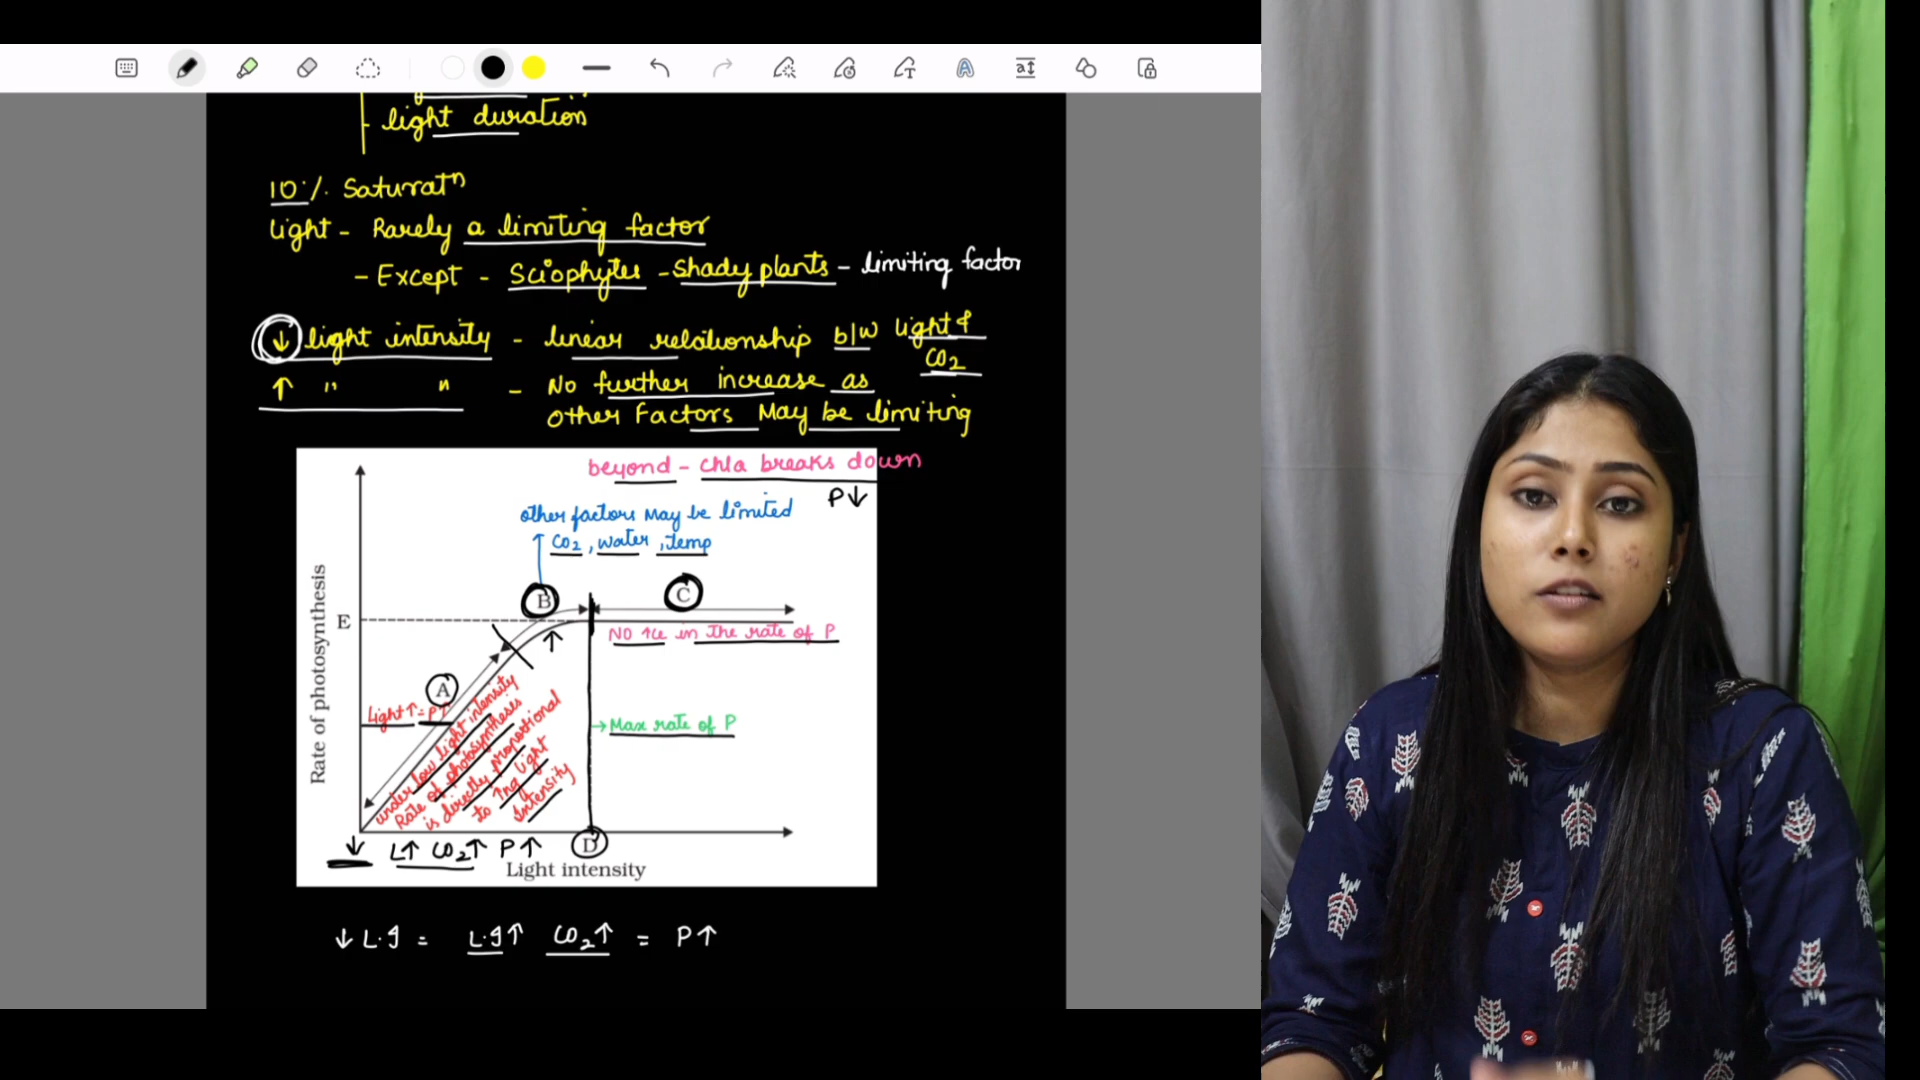 light duration
10% Saturatⁿ
light - Rarely a limiting factor
- Except - Sciophytes - Shady plants - limiting factor
↓ light intensity - linear relationship b/w light &
CO₂
↑ " " - No further increase as
other Factors May be limiting
beyond - chla breaks down
P↓
other factors May be limited
CO₂, water, temp
B
C
E
NO ↑ce in the rate of P
A
light↑ = P↑
under low light intensity
Rate of photosynthesis
is directly proportional
to ↑ng light
Intensity
→ Max rate of P
Rate of photosynthesis
↓ L↑ CO₂↑ P↑
D
Light intensity
↓ L.I = L.I↑ CO₂↑ = P↑